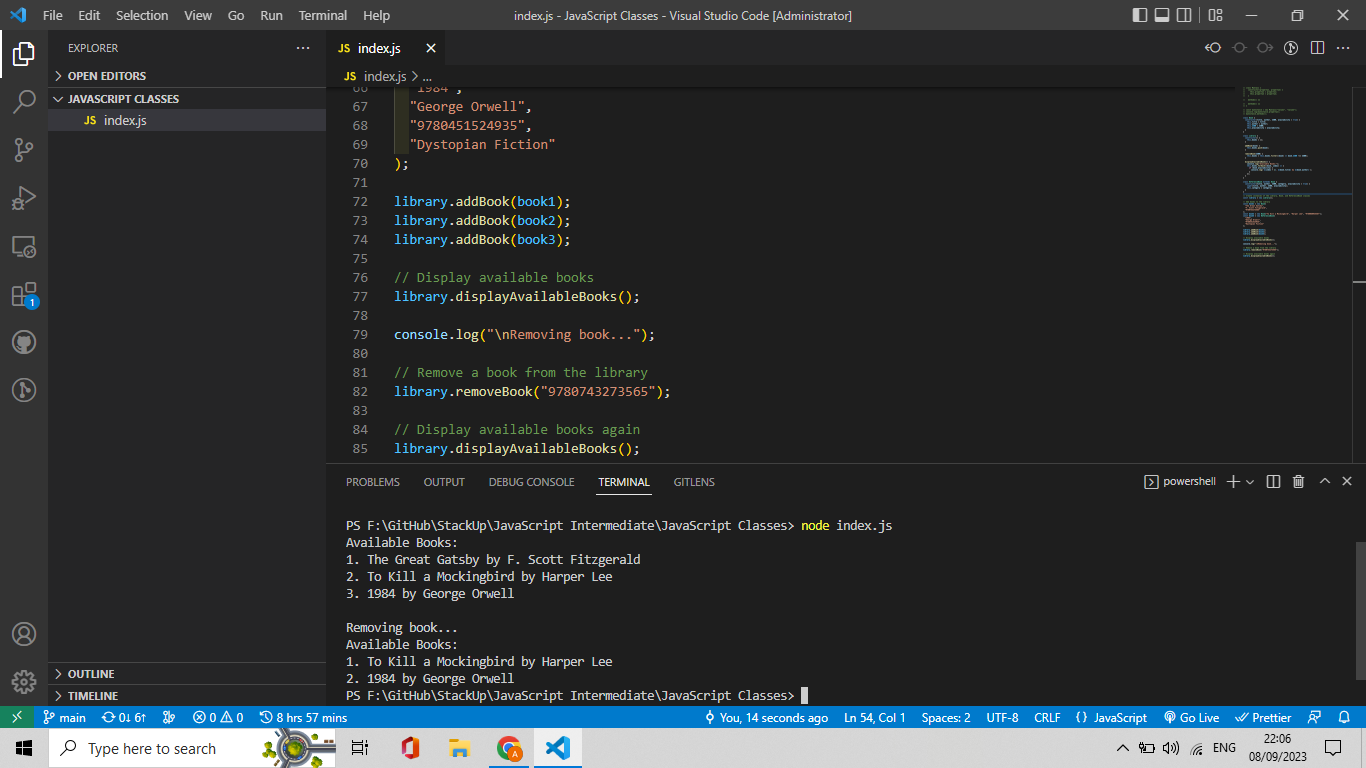 File Edit Selection View Go Run Terminal Help index.js - JavaScript Classes - Visual Studio Code [Administrator]
EXPLORER
OPEN EDITORS
JAVASCRIPT CLASSES
JS index.js
1
OUTLINE
TIMELINE
JS index.js
JS index.js > ...
66 "1984",
67 "George Orwell",
68 "9780451524935",
69 "Dystopian Fiction"
70 );
71
72 library.addBook(book1);
73 library.addBook(book2);
74 library.addBook(book3);
75
76 // Display available books
77 library.displayAvailableBooks();
78
79 console.log("\nRemoving book...");
80
81 // Remove a book from the library
82 library.removeBook("9780743273565");
83
84 // Display available books again
85 library.displayAvailableBooks();
PROBLEMS OUTPUT DEBUG CONSOLE TERMINAL GITLENS powershell
PS F:\GitHub\StackUp\JavaScript Intermediate\JavaScript Classes> node index.js
Available Books:
1. The Great Gatsby by F. Scott Fitzgerald
2. To Kill a Mockingbird by Harper Lee
3. 1984 by George Orwell
Removing book...
Available Books:
1. To Kill a Mockingbird by Harper Lee
2. 1984 by George Orwell
PS F:\GitHub\StackUp\JavaScript Intermediate\JavaScript Classes>
main 0↓ 6↑ 0 0 8 hrs 57 mins You, 14 seconds ago Ln 54, Col 1 Spaces: 2 UTF-8 CRLF {} JavaScript Go Live Prettier
Type here to search
A
ENG
22:06
08/09/2023